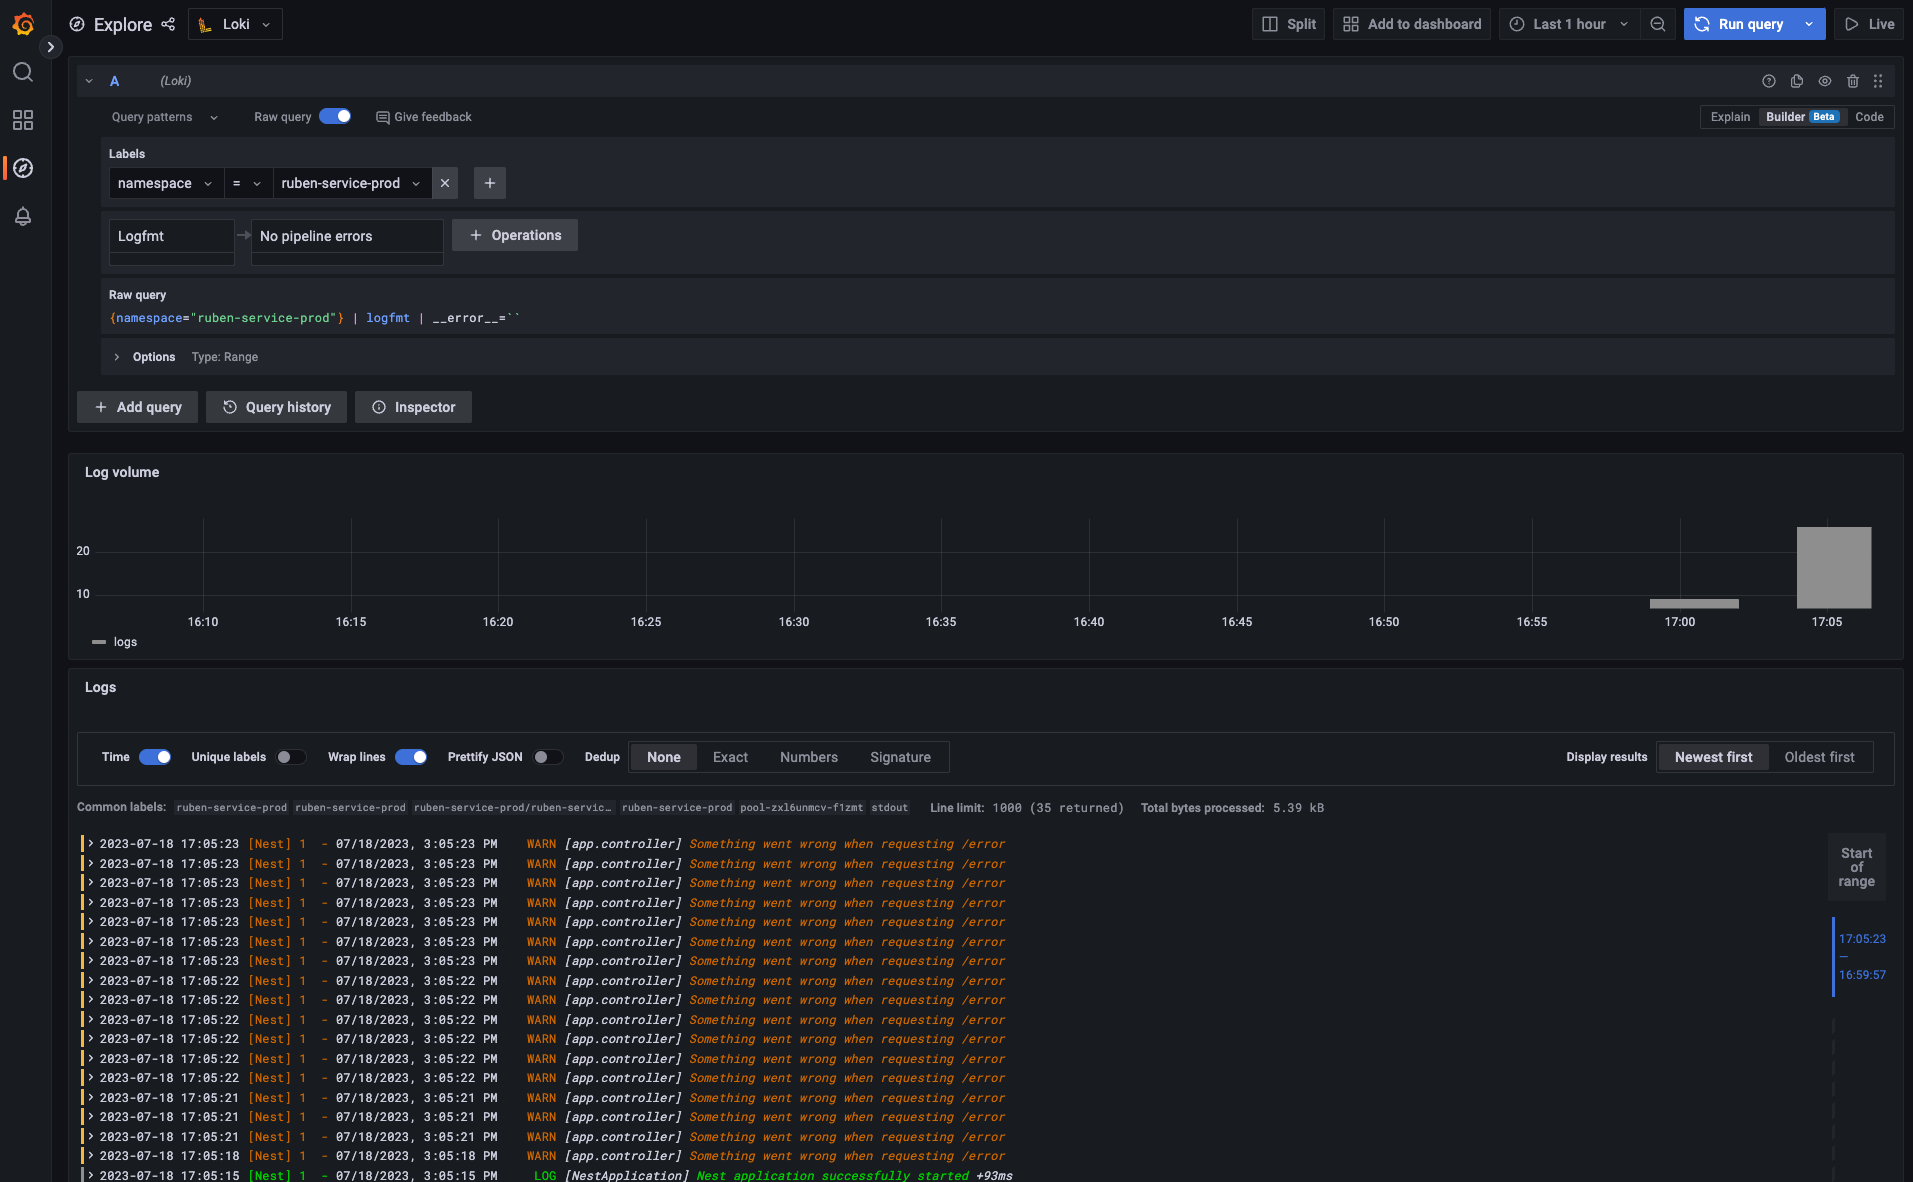 Explore Loki Split Add to dashboard Last 1 hour Run query Live
A (Loki)
Query patterns Raw query Give feedback Explain Builder Beta Code
Labels
namespace = ruben-service-prod
Logfmt No pipeline errors + Operations
Raw query
{namespace="ruben-service-prod"} | logfmt | __error__=``
Options Type: Range
+ Add query Query history Inspector
Log volume
20
10
16:10 16:15 16:20 16:25 16:30 16:35 16:40 16:45 16:50 16:55 17:00 17:05
logs
Logs
Time Unique labels Wrap lines Prettify JSON Dedup None Exact Numbers Signature Display results Newest first Oldest first
Common labels: ruben-service-prod ruben-service-prod ruben-service-prod/ruben-servic... ruben-service-prod pool-zxl6unmcv-f1zmt stdout Line limit: 1000 (35 returned) Total bytes processed: 5.39 kB
2023-07-18 17:05:23 [Nest] 1 - 07/18/2023, 3:05:23 PM WARN [app.controller] Something went wrong when requesting /error
2023-07-18 17:05:23 [Nest] 1 - 07/18/2023, 3:05:23 PM WARN [app.controller] Something went wrong when requesting /error
2023-07-18 17:05:23 [Nest] 1 - 07/18/2023, 3:05:23 PM WARN [app.controller] Something went wrong when requesting /error
2023-07-18 17:05:23 [Nest] 1 - 07/18/2023, 3:05:23 PM WARN [app.controller] Something went wrong when requesting /error
2023-07-18 17:05:23 [Nest] 1 - 07/18/2023, 3:05:23 PM WARN [app.controller] Something went wrong when requesting /error
2023-07-18 17:05:23 [Nest] 1 - 07/18/2023, 3:05:23 PM WARN [app.controller] Something went wrong when requesting /error
2023-07-18 17:05:23 [Nest] 1 - 07/18/2023, 3:05:23 PM WARN [app.controller] Something went wrong when requesting /error
2023-07-18 17:05:22 [Nest] 1 - 07/18/2023, 3:05:22 PM WARN [app.controller] Something went wrong when requesting /error
2023-07-18 17:05:22 [Nest] 1 - 07/18/2023, 3:05:22 PM WARN [app.controller] Something went wrong when requesting /error
2023-07-18 17:05:22 [Nest] 1 - 07/18/2023, 3:05:22 PM WARN [app.controller] Something went wrong when requesting /error
2023-07-18 17:05:22 [Nest] 1 - 07/18/2023, 3:05:22 PM WARN [app.controller] Something went wrong when requesting /error
2023-07-18 17:05:22 [Nest] 1 - 07/18/2023, 3:05:22 PM WARN [app.controller] Something went wrong when requesting /error
2023-07-18 17:05:22 [Nest] 1 - 07/18/2023, 3:05:22 PM WARN [app.controller] Something went wrong when requesting /error
2023-07-18 17:05:21 [Nest] 1 - 07/18/2023, 3:05:21 PM WARN [app.controller] Something went wrong when requesting /error
2023-07-18 17:05:21 [Nest] 1 - 07/18/2023, 3:05:21 PM WARN [app.controller] Something went wrong when requesting /error
2023-07-18 17:05:21 [Nest] 1 - 07/18/2023, 3:05:21 PM WARN [app.controller] Something went wrong when requesting /error
2023-07-18 17:05:18 [Nest] 1 - 07/18/2023, 3:05:18 PM WARN [app.controller] Something went wrong when requesting /error
2023-07-18 17:05:15 [Nest] 1 - 07/18/2023, 3:05:15 PM LOG [NestApplication] Nest application successfully started +93ms
Start
of
range
17:05:23
—
16:59:57